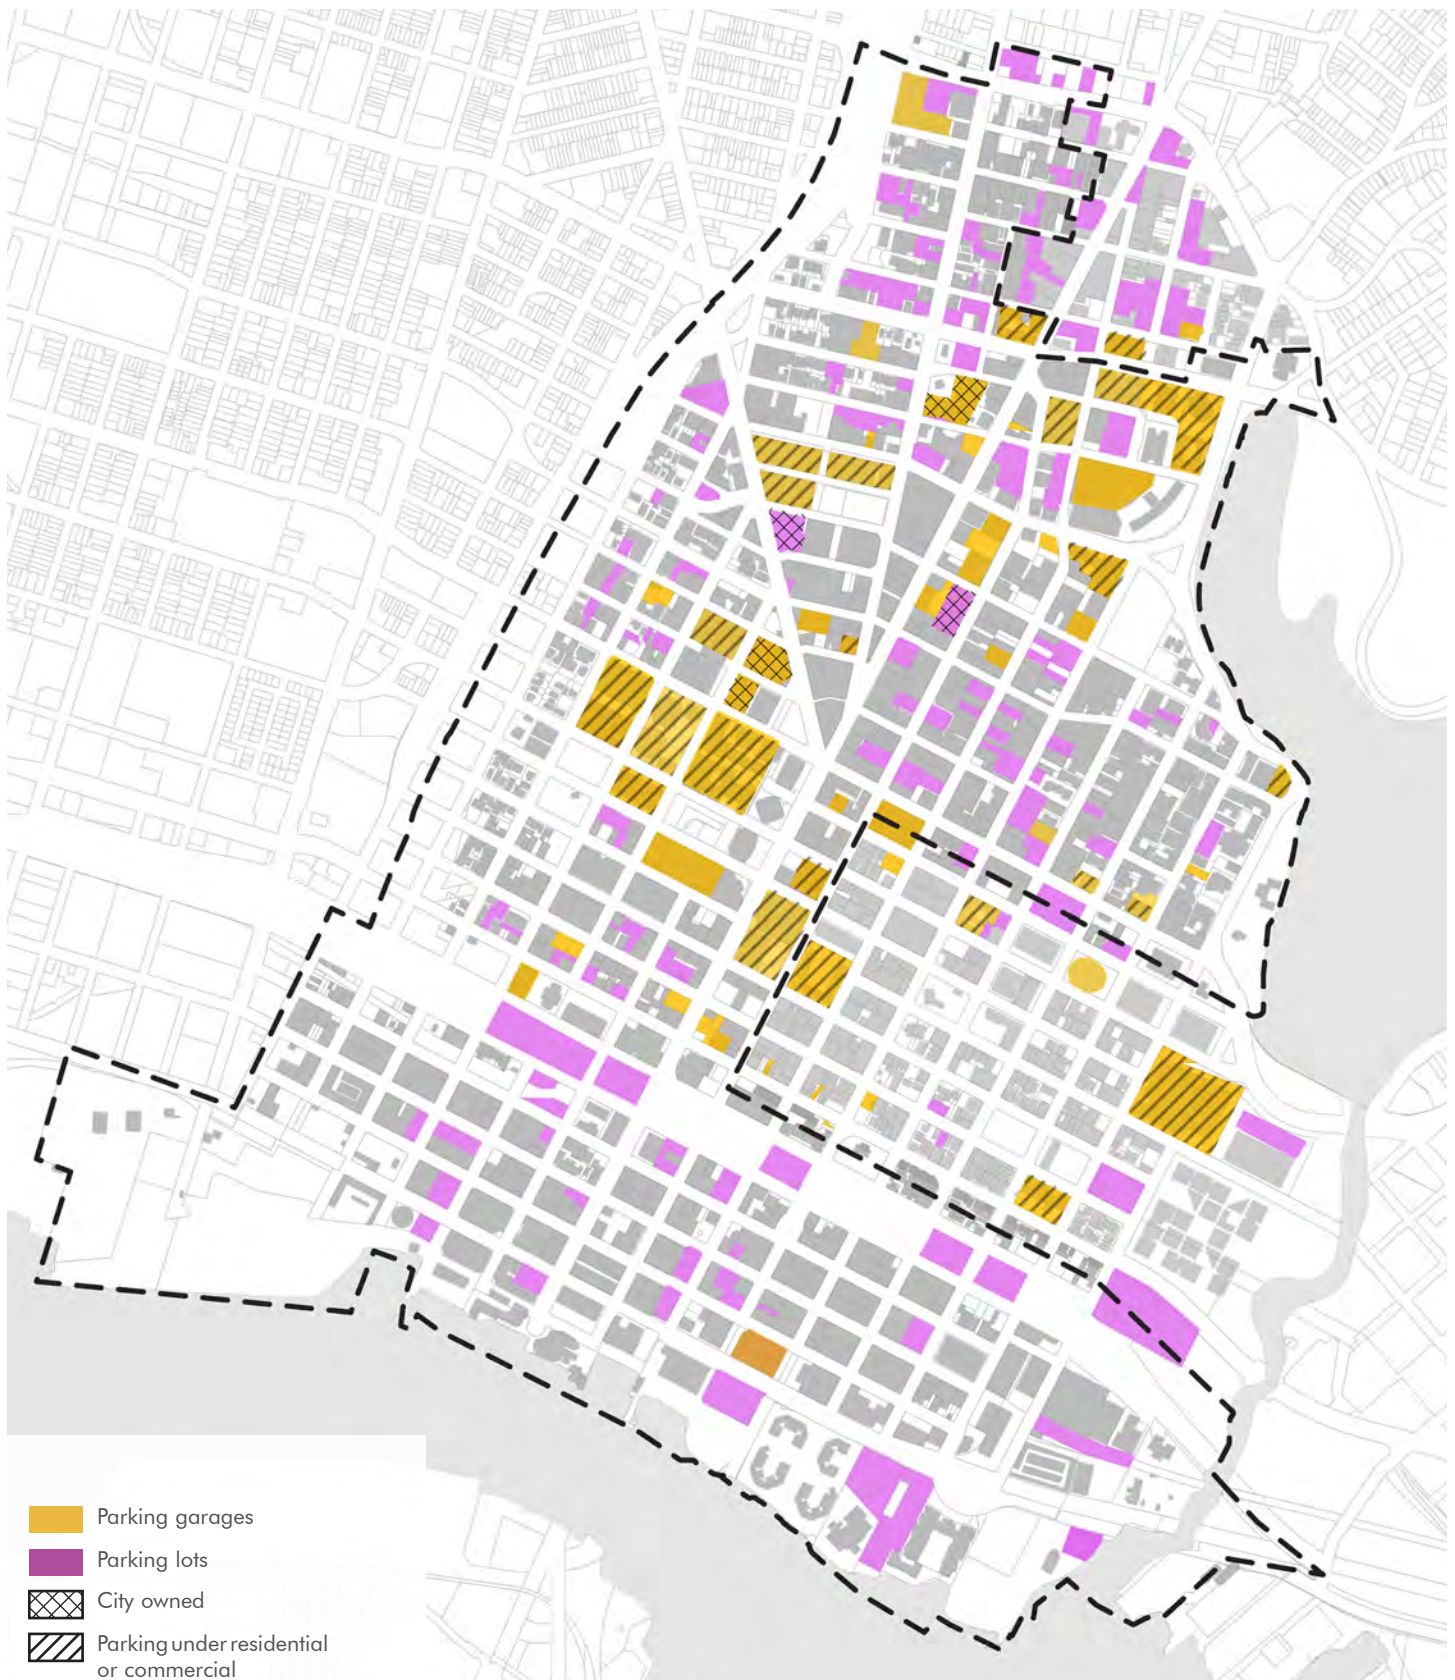 Parking garages
Parking lots
City owned
Parking under residential
or commercial